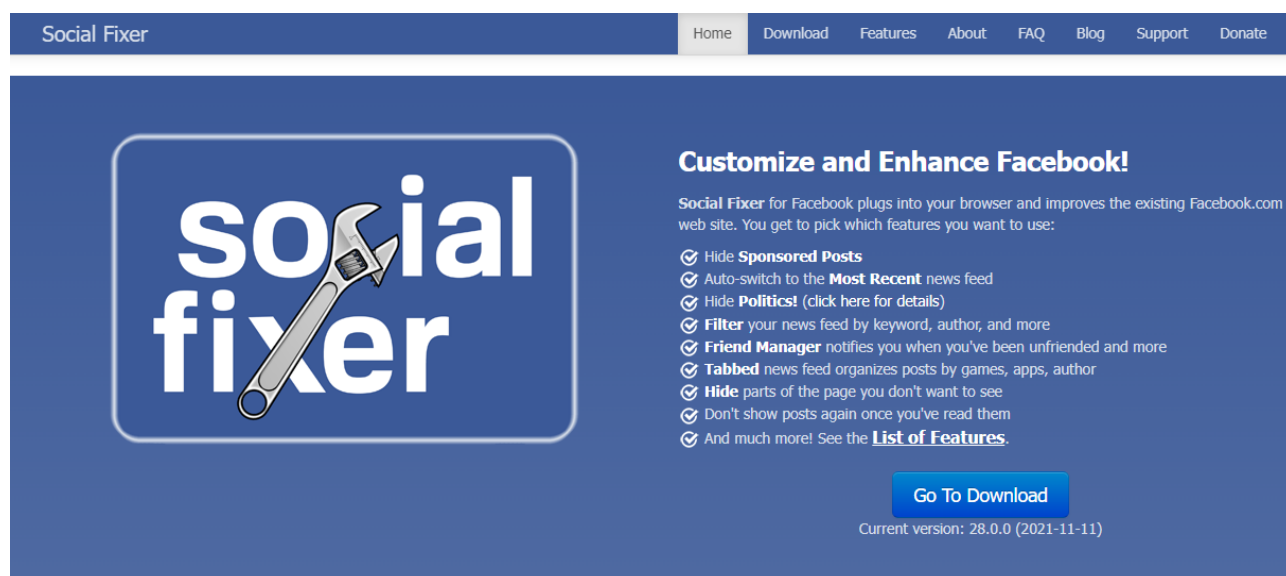 Social Fixer
Home Download Features About FAQ Blog Support Donate
social
fixer
Customize and Enhance Facebook!
Social Fixer for Facebook plugs into your browser and improves the existing Facebook.com
web site. You get to pick which features you want to use:
Hide Sponsored Posts
Auto-switch to the Most Recent news feed
Hide Politics! (click here for details)
Filter your news feed by keyword, author, and more
Friend Manager notifies you when you've been unfriended and more
Tabbed news feed organizes posts by games, apps, author
Hide parts of the page you don't want to see
Don't show posts again once you've read them
And much more! See the List of Features.
Go To Download
Current version: 28.0.0 (2021-11-11)